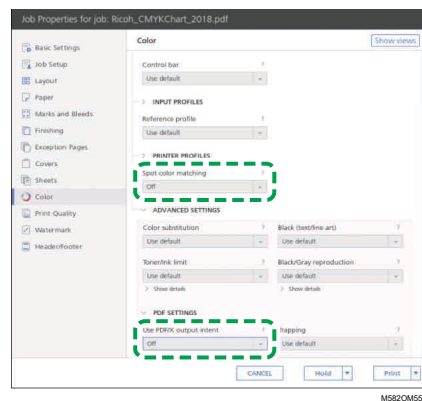 Job Properties for job: Ricoh_CMYKChart_2018.pdf
Basic Settings
Job Setup
Layout
Paper
Marks and Bleeds
Finishing
Exception Pages
Covers
Sheets
Color
Print Quality
Watermark
Header/Footer
Color
Show views
Control bar ?
Use default
INPUT PROFILES
Reference profile ?
Use default
PRINTER PROFILES
Spot color matching ?
Off
ADVANCED SETTINGS
Color substitution ? Black (text/line art) ?
Use default Use default
Toner/ink limit ? Black/Gray reproduction ?
Use default Use default
Show details Show details
PDF SETTINGS
Use PDF/X output intent ? Trapping ?
Off Use default
CANCEL Hold Print
M582OM55